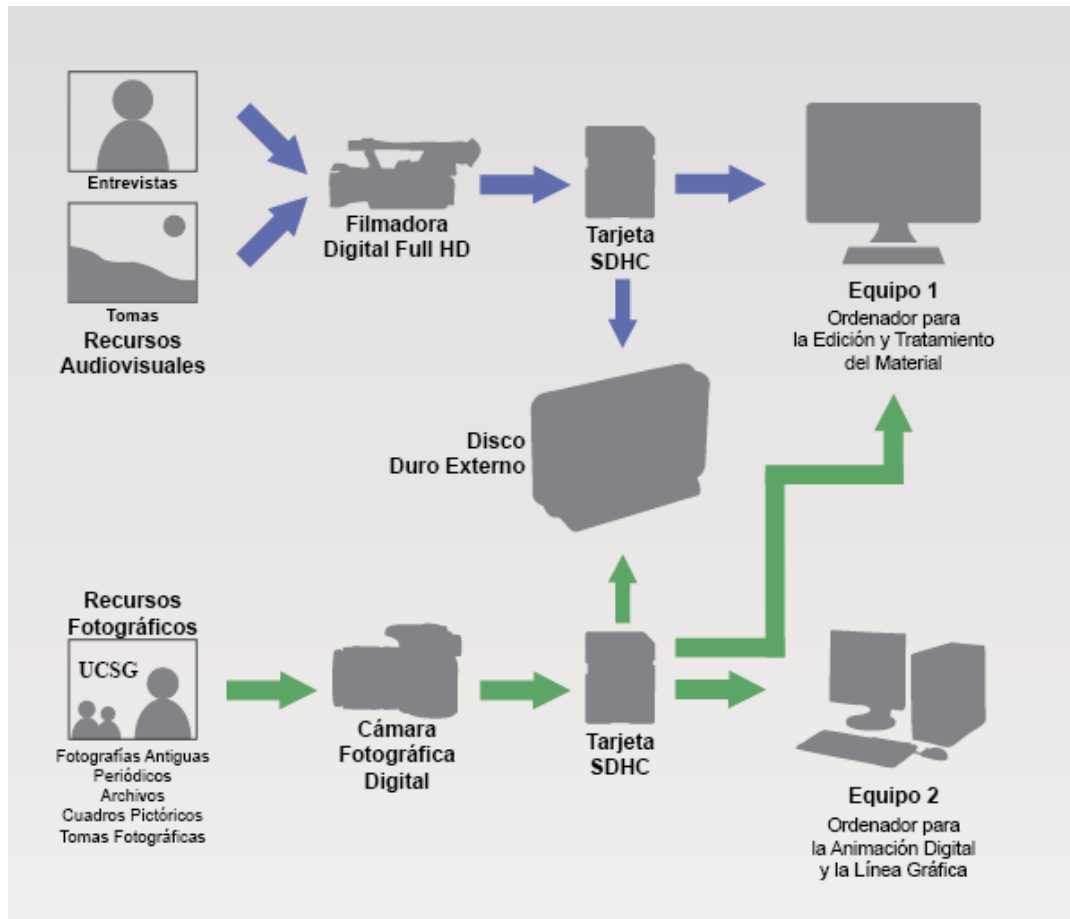 Entrevistas
Tomas
Recursos
Audiovisuales
Filmadora
Digital Full HD
Tarjeta
SDHC
Equipo 1
Ordenador para
la Edición y Tratamiento
del Material
Disco
Duro Externo
Recursos
Fotográficos
UCSG
Fotografías Antiguas
Periódicos
Archivos
Cuadros Pictóricos
Tomas Fotográficas
Cámara
Fotográfica
Digital
Tarjeta
SDHC
Equipo 2
Ordenador para
la Animación Digital
y la Línea Gráfica